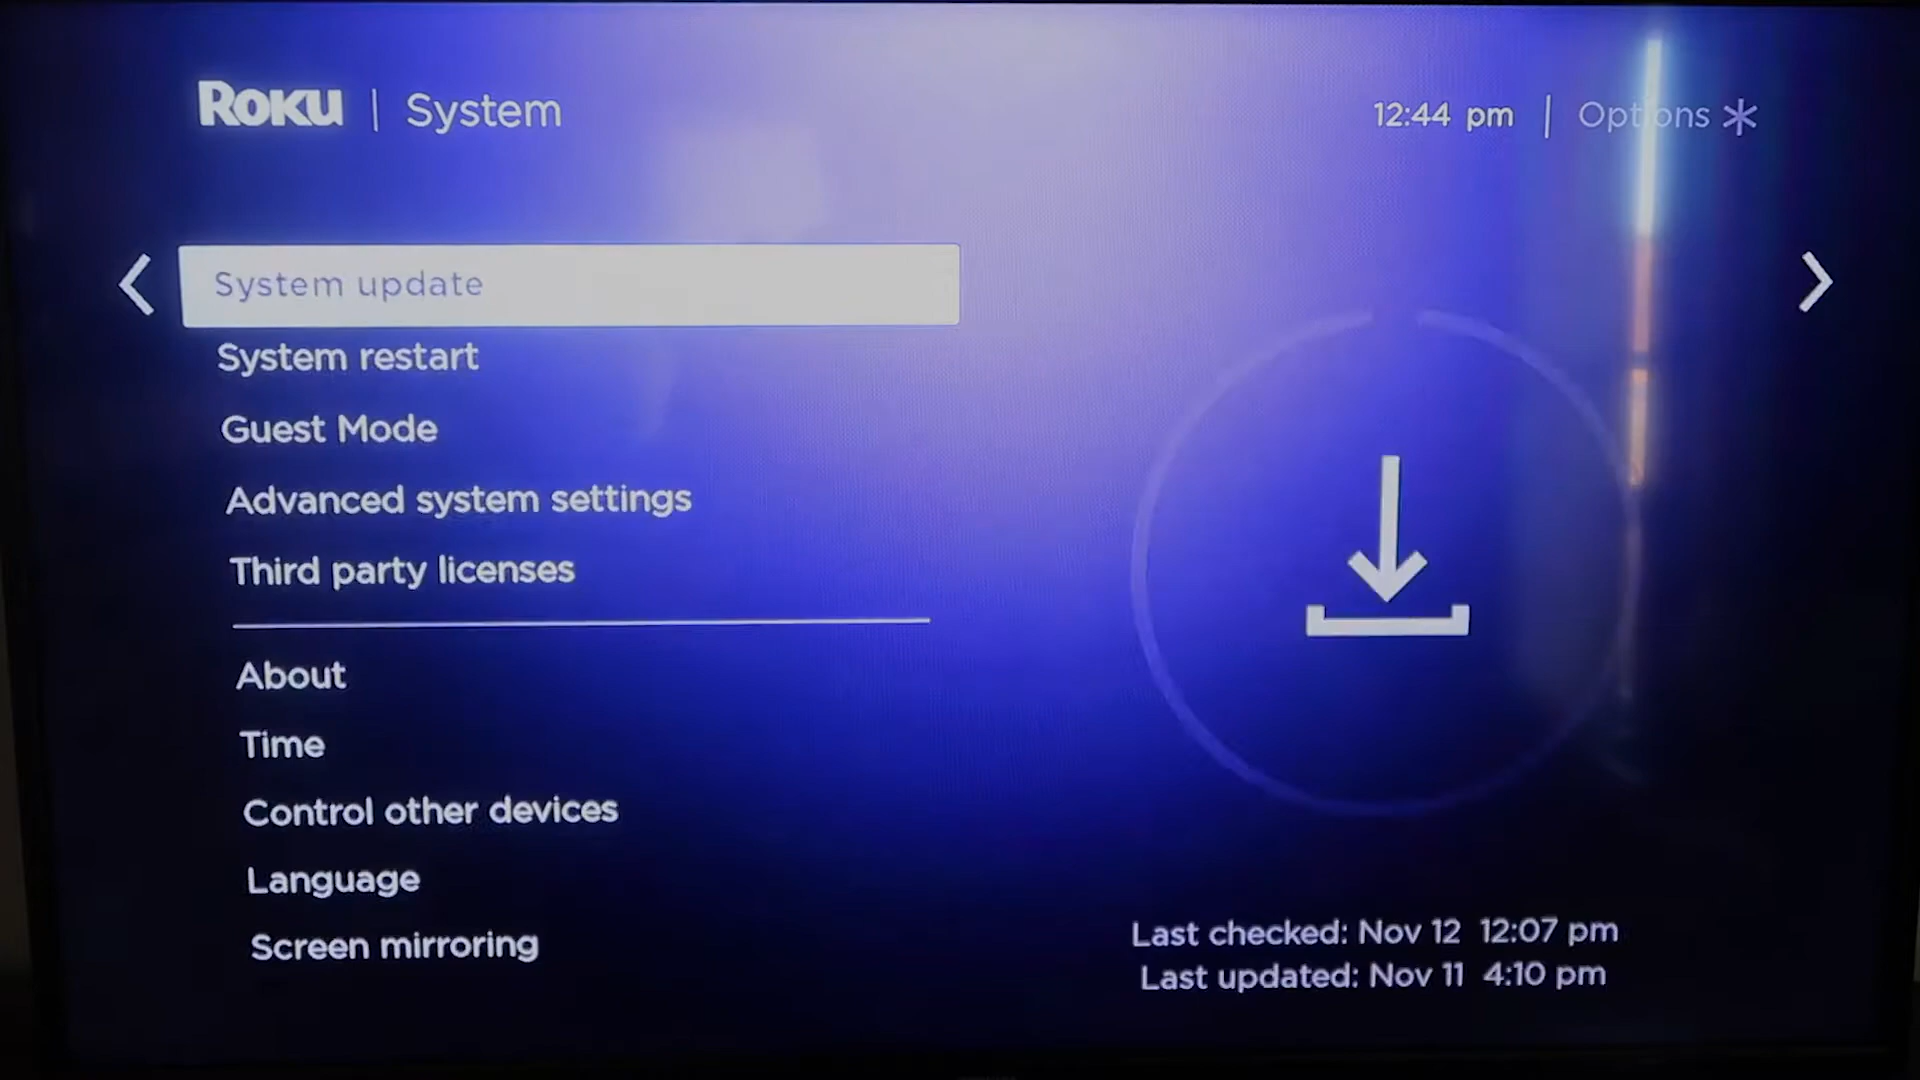 Roku | System
12:44 pm | Options *
System update
System restart
Guest Mode
Advanced system settings
Third party licenses
About
Time
Control other devices
Language
Screen mirroring
Last checked: Nov 12 12:07 pm
Last updated: Nov 11 4:10 pm